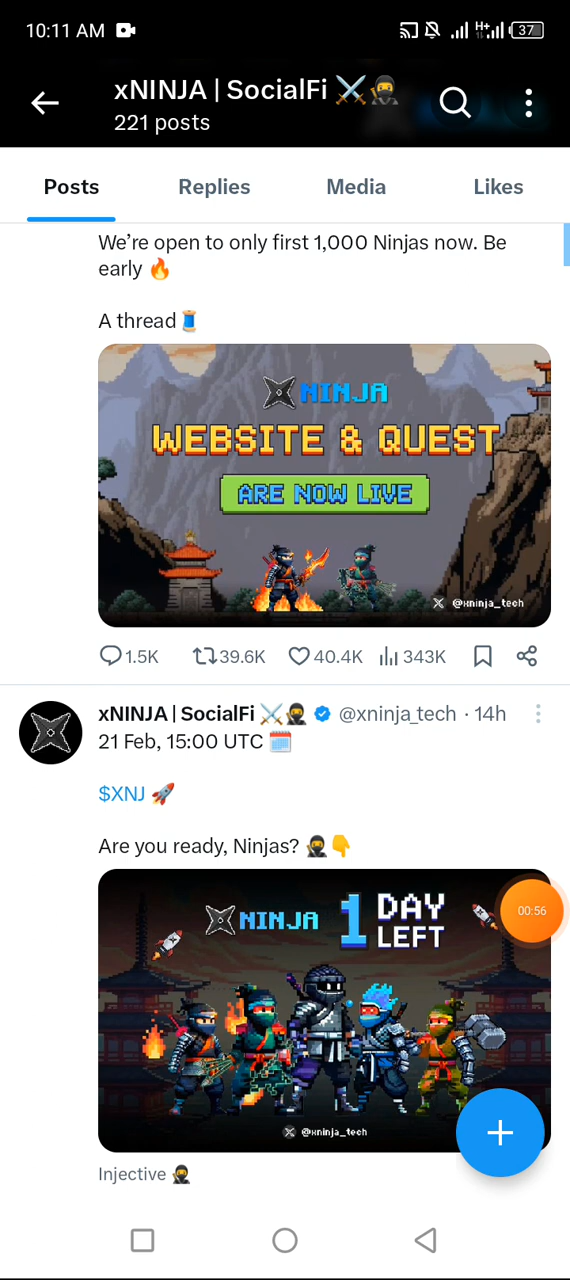 10:11 AM
H+
37
xNINJA | SocialFi ⚔️🥷
221 posts
Posts Replies Media Likes
We’re open to only first 1,000 Ninjas now. Be
early 🔥
A thread🧵
NINJA
WEBSITE & QUEST
ARE NOW LIVE
X @xninja_tech
1.5K 39.6K 40.4K 343K
xNINJA | SocialFi ⚔️🥷 @xninja_tech · 14h
21 Feb, 15:00 UTC 🗓️
$XNJ 🚀
Are you ready, Ninjas? 🥷👇
NINJA 1 DAY
LEFT
00:56
X @xninja_tech
Injective 🥷